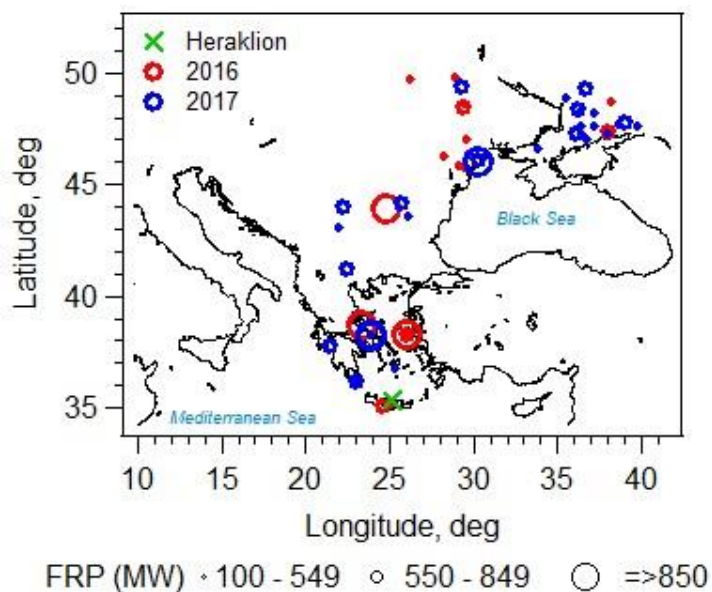 Heraklion
2016
2017
50
45
40
35
Latitude, deg
Black Sea
Mediterranean Sea
10 15 20 25 30 35 40
Longitude, deg
FRP (MW) 100 - 549 550 - 849 =>850